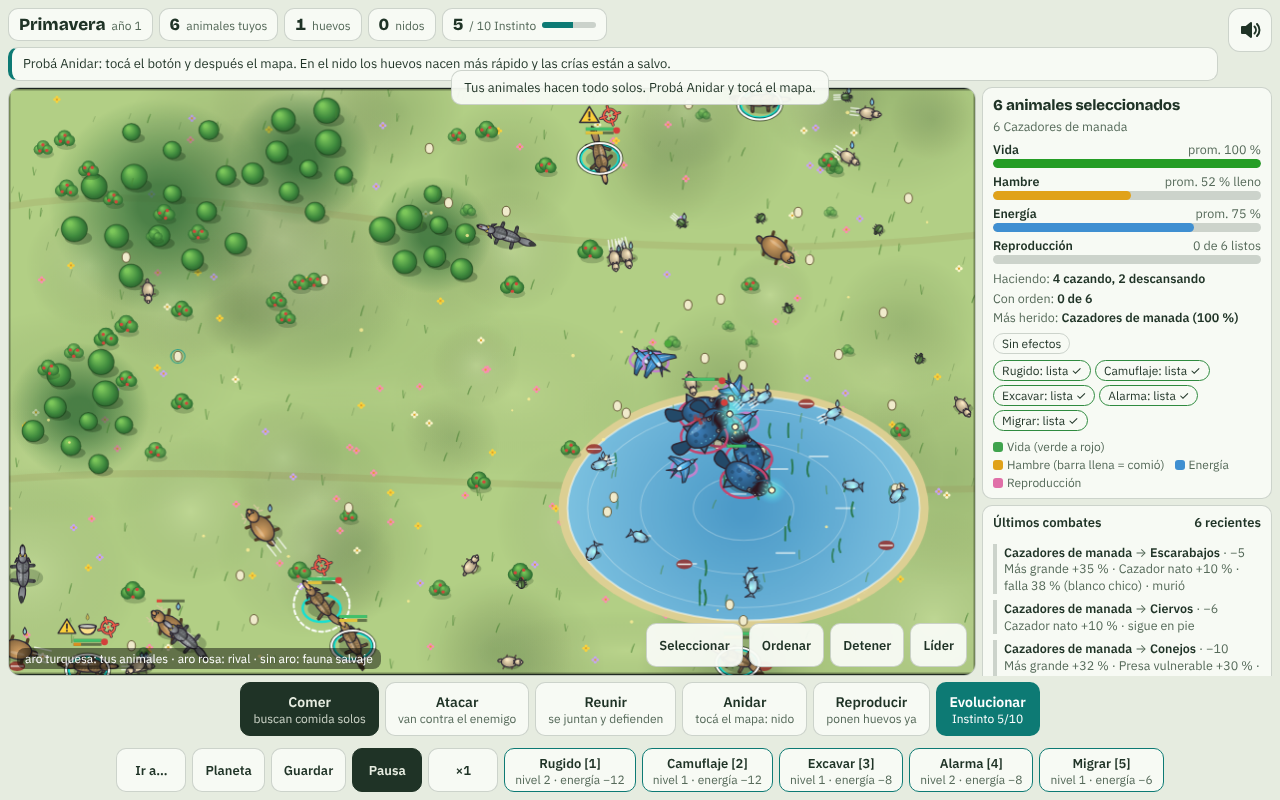 Primavera año 1
6 animales tuyos
1 huevos
0 nidos
5 / 10 Instinto
Probá Anidar: tocá el botón y después el mapa. En el nido los huevos nacen más rápido y las crías están a salvo.
Tus animales hacen todo solos. Probá Anidar y tocá el mapa.
aro turquesa: tus animales · aro rosa: rival · sin aro: fauna salvaje
Seleccionar
Ordenar
Detener
Líder
6 animales seleccionados
6 Cazadores de manada
Vida prom. 100 %
Hambre prom. 52 % lleno
Energía prom. 75 %
Reproducción 0 de 6 listos
Haciendo: 4 cazando, 2 descansando
Con orden: 0 de 6
Más herido: Cazadores de manada (100 %)
Sin efectos
Rugido: lista ✓ Camuflaje: lista ✓
Excavar: lista ✓ Alarma: lista ✓
Migrar: lista ✓
Vida (verde a rojo)
Hambre (barra llena = comió) Energía
Reproducción
Últimos combates 6 recientes
Cazadores de manada → Escarabajos · −5
Más grande +35 % · Cazador nato +10 % ·
falla 38 % (blanco chico) · murió
Cazadores de manada → Ciervos · −6
Cazador nato +10 % · sigue en pie
Cazadores de manada → Conejos · −10
Más grande +32 % · Presa vulnerable +30 % ·
Comer
buscan comida solos
Atacar
van contra el enemigo
Reunir
se juntan y defienden
Anidar
tocá el mapa: nido
Reproducir
ponen huevos ya
Evolucionar
Instinto 5/10
Ir a...
Planeta
Guardar
Pausa
×1
Rugido [1]
nivel 2 · energía −12
Camuflaje [2]
nivel 1 · energía −12
Excavar [3]
nivel 1 · energía −8
Alarma [4]
nivel 2 · energía −8
Migrar [5]
nivel 1 · energía −6